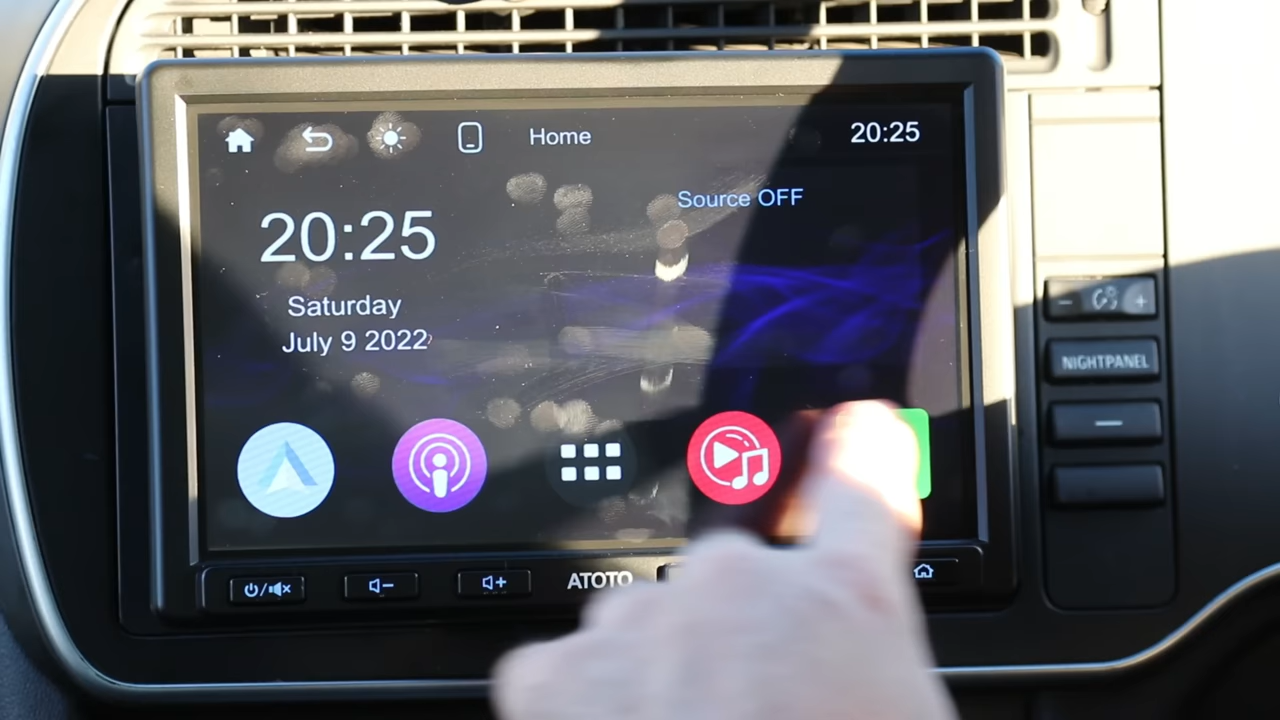 Home
20:25
Source OFF
20:25
Saturday
July 9 2022
NIGHTPANEL
ATOTO